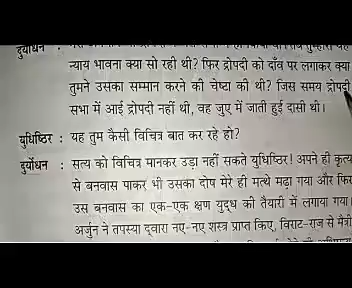 दुर्योधन :
न्याय भावना क्या सो रही थी? फिर द्रोपदी को दाँव पर लगाकर क्या
तुमने उसका सम्मान करने की चेष्टा की थी? जिस समय द्रोपदी
सभा में आई द्रोपदी नहीं थी, वह जुए में जाती हुई दासी थी।
युधिष्ठिर : यह तुम कैसी विचित्र बात कर रहे हो?
दुर्योधन : सत्य को विचित्र मानकर उड़ा नहीं सकते युधिष्ठिर! अपने ही कृत्य
से बनवास पाकर भी उसका दोष मेरे ही मत्थे मढ़ा गया और फिर
उस बनवास का एक-एक क्षण युद्ध की तैयारी में लगाया गया।
अर्जुन ने तपस्या द्वारा नए-नए शस्त्र प्राप्त किए, विराट-राज से मैत्री